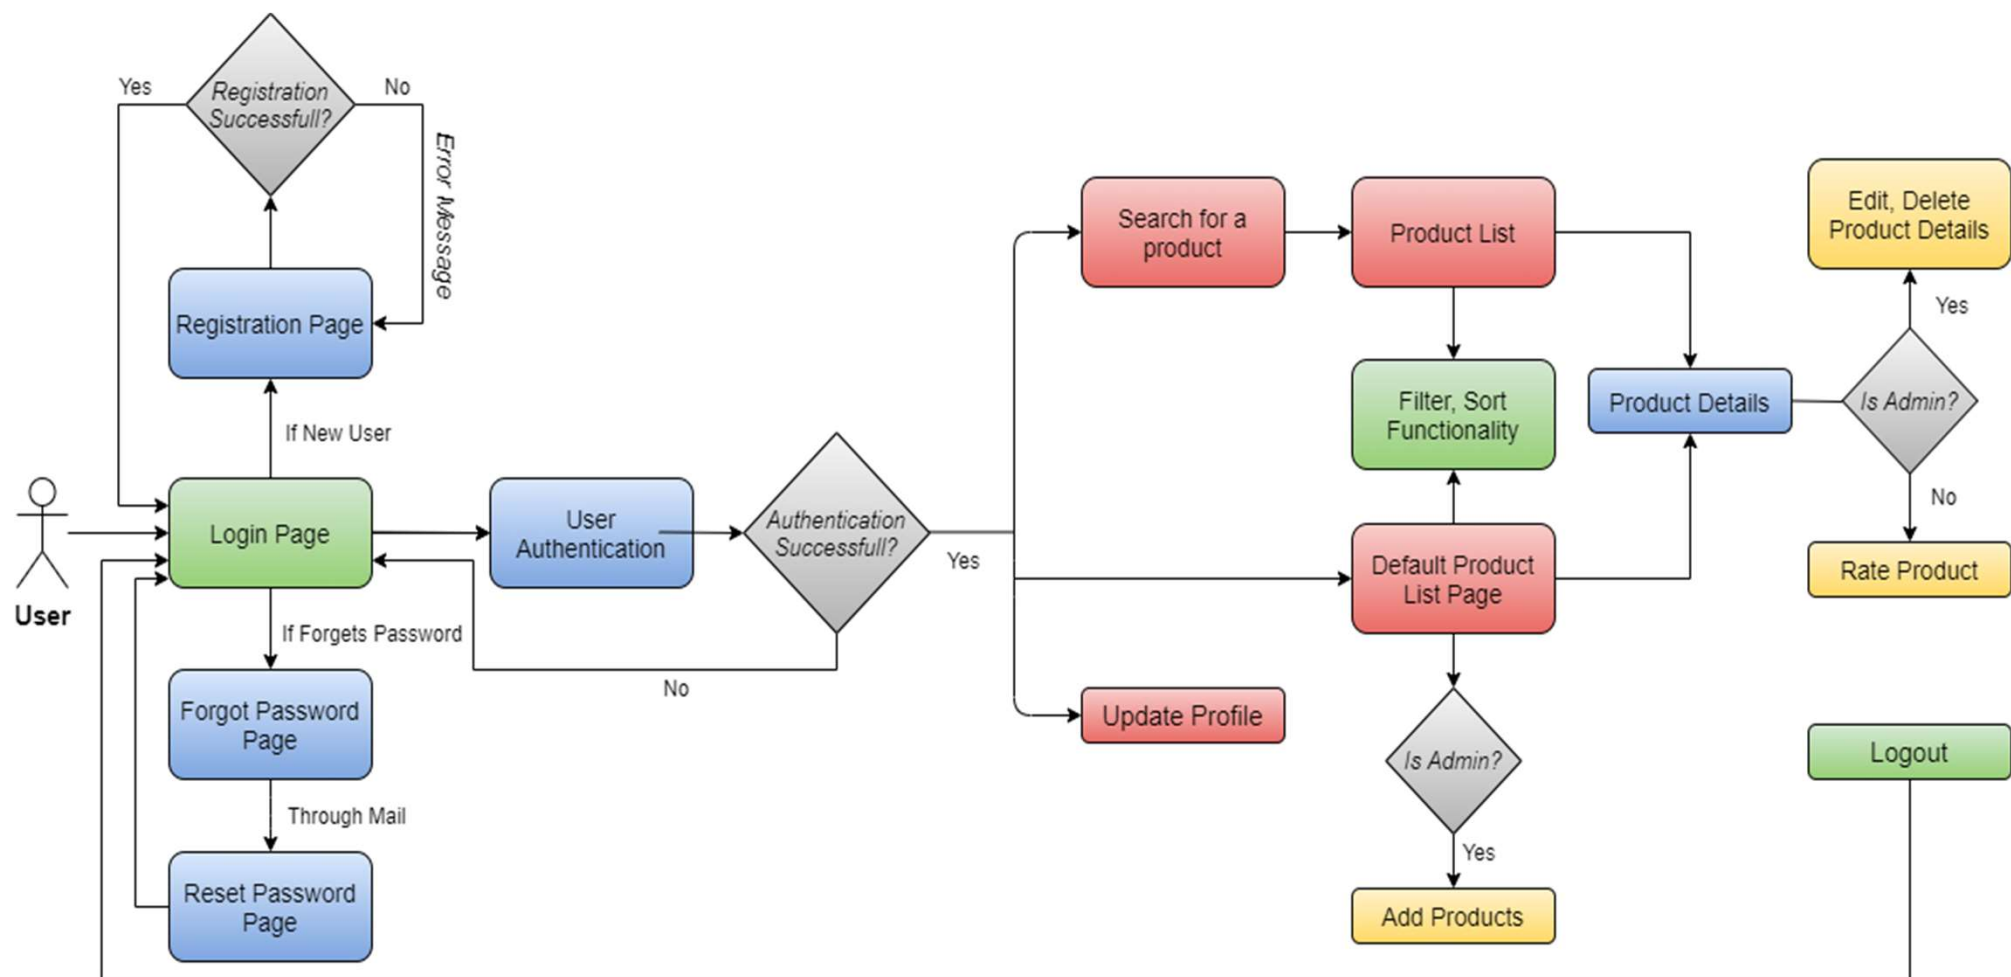 Yes
Registration
Successfull?
No
Error Message
Registration Page
If New User
User
Login Page
If Forgets Password
Forgot Password
Page
Through Mail
Reset Password
Page
User
Authentication
Authentication
Successfull?
Yes
No
Search for a
product
Product List
Filter, Sort
Functionality
Default Product
List Page
Update Profile
Is Admin?
Yes
Add Products
Product Details
Edit, Delete
Product Details
Yes
Is Admin?
No
Rate Product
Logout